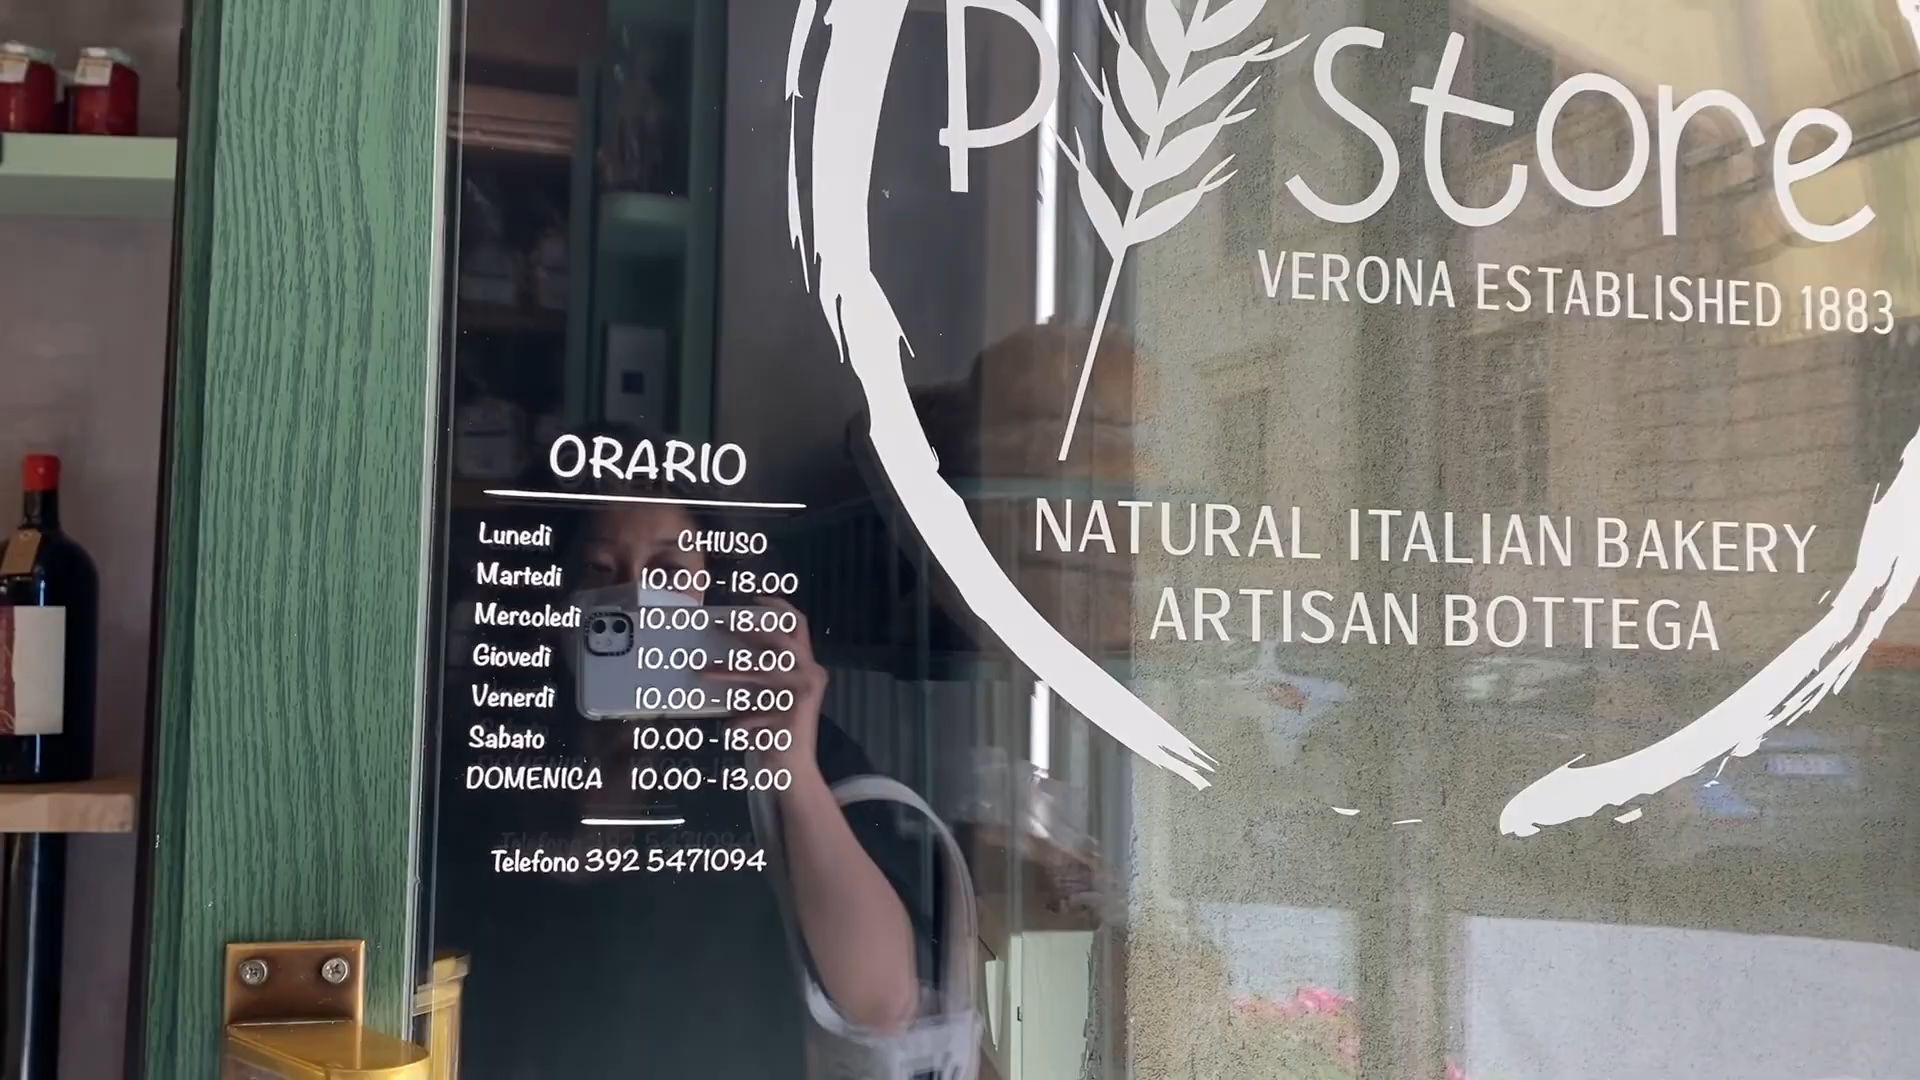 D Store
VERONA ESTABLISHED 1883
NATURAL ITALIAN BAKERY
ARTISAN BOTTEGA
ORARIO
Lunedì CHIUSO
Martedì 10.00-18.00
Mercoledì 10.00-18.00
Giovedì 10.00-18.00
Venerdì 10.00-18.00
Sabato 10.00-18.00
DOMENICA 10.00-13.00
Telefono 392 5471094